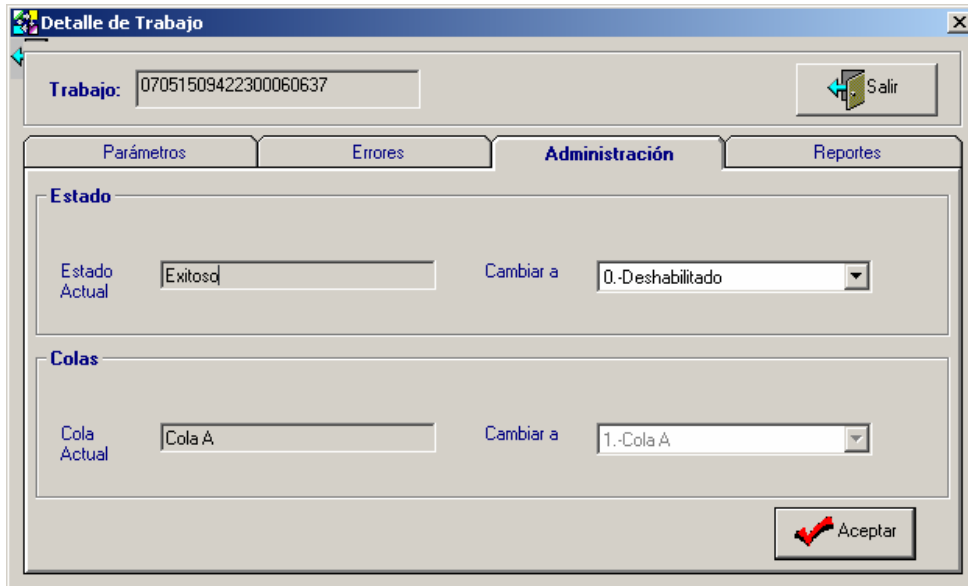 Detalle de Trabajo
Trabajo: 07051509422300060637 Salir
Parámetros Errores Administración Reportes
Estado
Estado Actual Exitoso Cambiar a 0.-Deshabilitado
Colas
Cola Actual Cola A Cambiar a 1.-Cola A
Aceptar